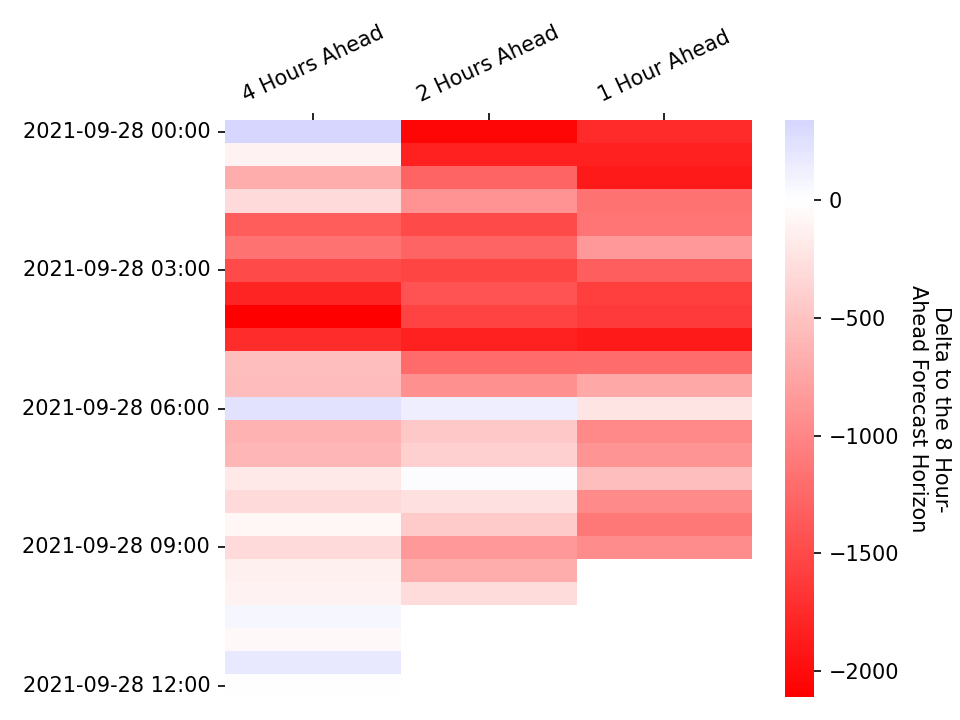 4 Hours Ahead
2 Hours Ahead
1 Hour Ahead
2021-09-28 00:00
2021-09-28 03:00
2021-09-28 06:00
2021-09-28 09:00
2021-09-28 12:00
0
−500
−1000
−1500
−2000
Delta to the 8 Hour-
Ahead Forecast Horizon